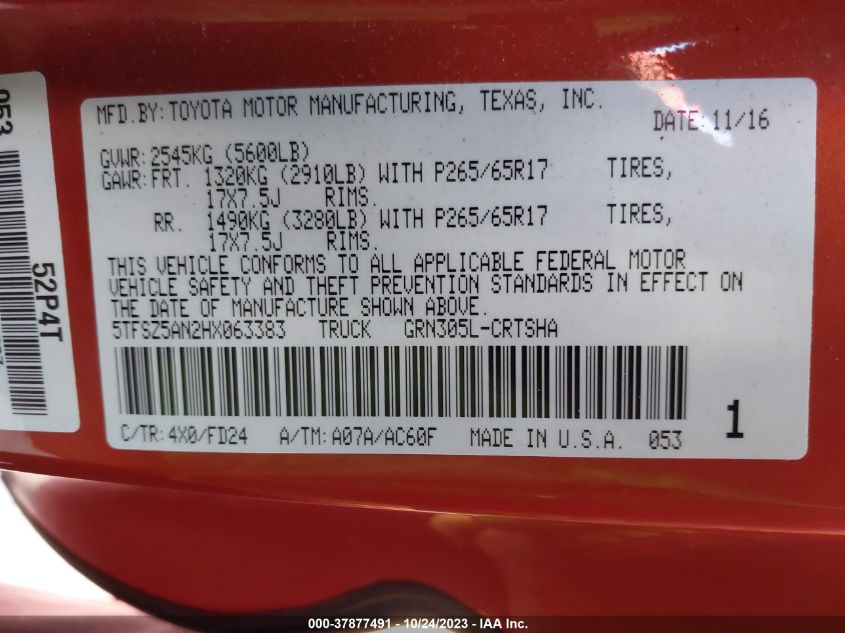 MFD.BY: TOYOTA MOTOR MANUFACTURING, TEXAS, INC.
DATE: 11/16
GVWR: 2545KG (5600LB)
GAWR: FRT. 1320KG (2910LB) WITH P265/65R17 TIRES,
17X7.5J RIMS.
RR. 1490KG (3280LB) WITH P265/65R17 TIRES,
17X7.5J RIMS.
THIS VEHICLE CONFORMS TO ALL APPLICABLE FEDERAL MOTOR
VEHICLE SAFETY AND THEFT PREVENTION STANDARDS IN EFFECT ON
THE DATE OF MANUFACTURE SHOWN ABOVE.
5TFSZ5AN2HX063383 TRUCK GRN305L-CRTSHA
C/TR: 4X0/FD24 A/TM: A07A/AC60F MADE IN U.S.A. 053
1
053
52P4T
000-37877491 - 10/24/2023 - IAA Inc.